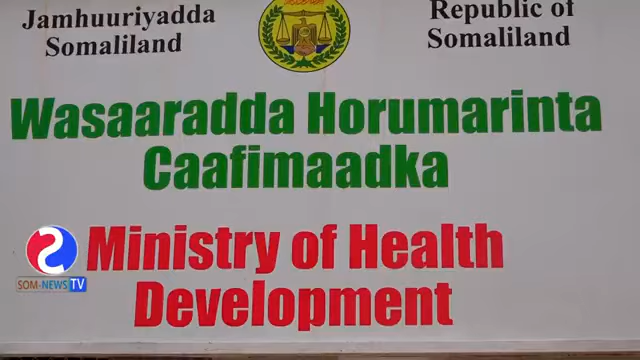 Jamhuuriyadda
Somaliland
Republic of
Somaliland
Wasaaradda Horumarinta
Caafimaadka
Ministry of Health
Development
SOM-NEWS TV